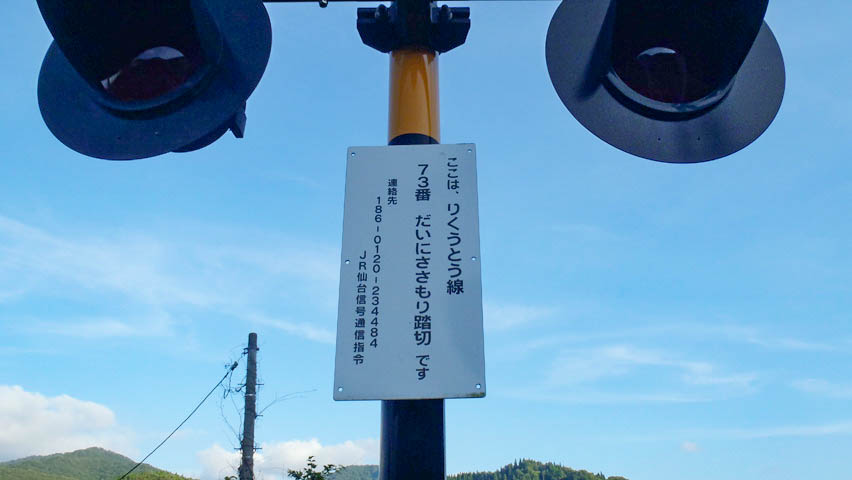 ここは、りくうとう線
73番 だいにささもり踏切 です
連絡先
186-0120-234484
JR仙台信号通信指令